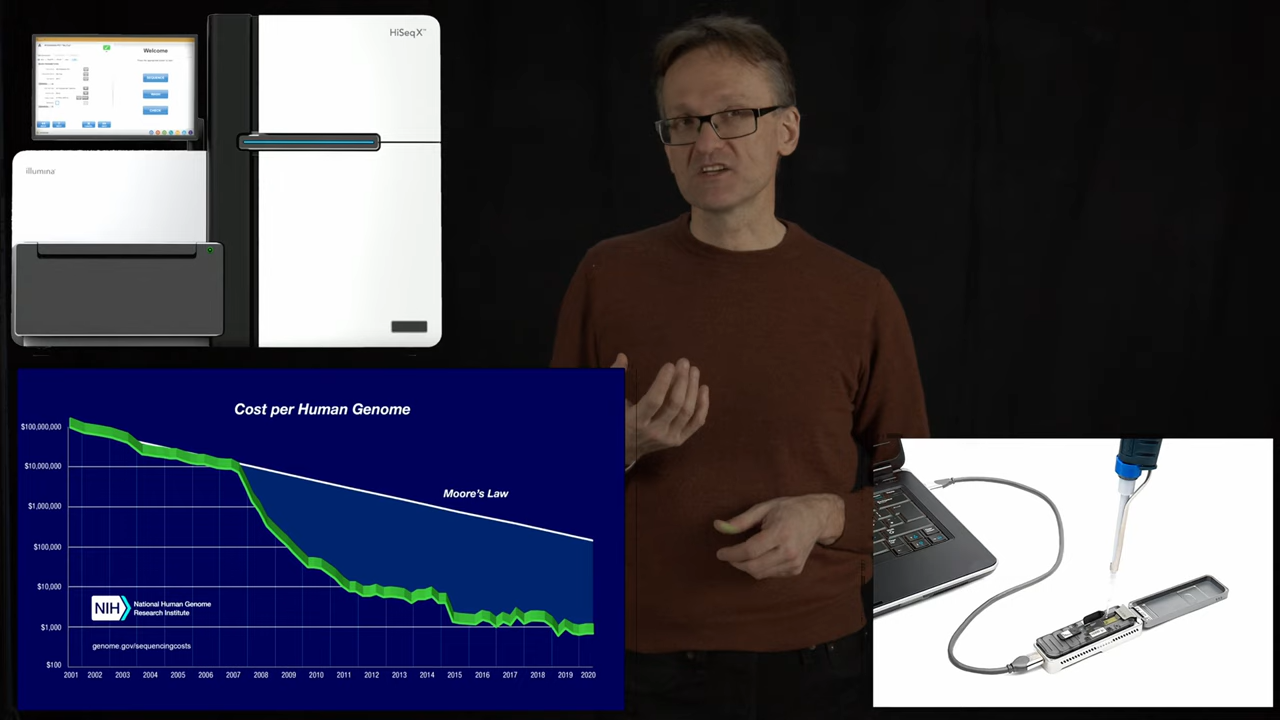 HiSeq X™
Welcome
illumina
Cost per Human Genome
$100,000,000
$10,000,000
$1,000,000
$100,000
$10,000
$1,000
$100
Moore's Law
NIH
National Human Genome
Research Institute
genome.gov/sequencingcosts
2001 2002 2003 2004 2005 2006 2007 2008 2009 2010 2011 2012 2013 2014 2015 2016 2017 2018 2019 2020